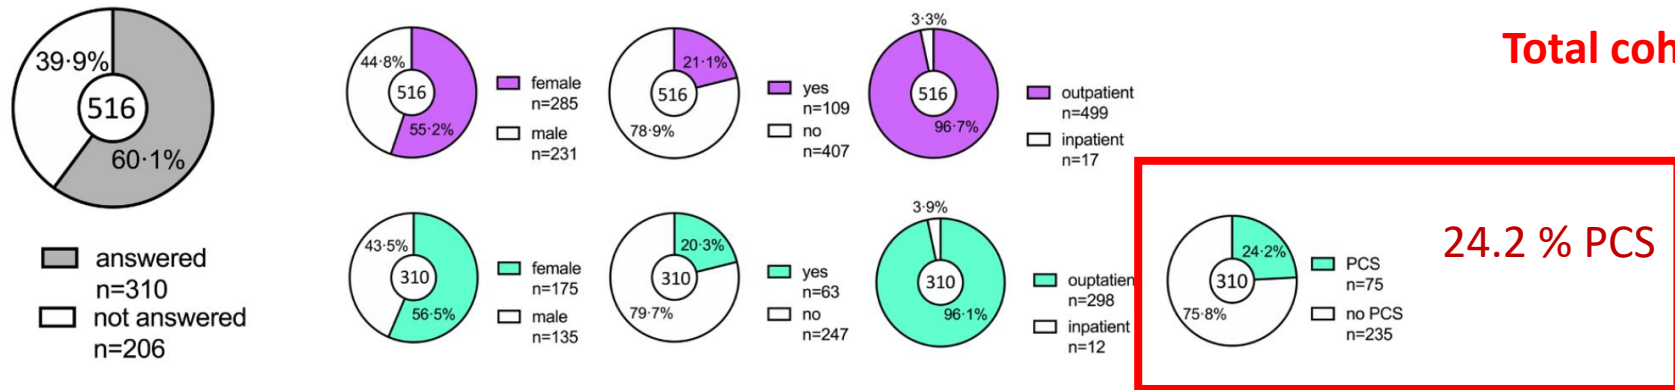 39·9%
516
60·1%
answered
n=310
not answered
n=206
44·8%
516
55·2%
female
n=285
male
n=231
21·1%
516
78·9%
yes
n=109
no
n=407
3·3%
516
96·7%
outpatient
n=499
inpatient
n=17
Total coh
43·5%
310
56·5%
female
n=175
male
n=135
20·3%
310
79·7%
yes
n=63
no
n=247
3·9%
310
96·1%
ouptatien
n=298
inpatient
n=12
24·2%
310
75·8%
PCS
n=75
no PCS
n=235
24.2 % PCS